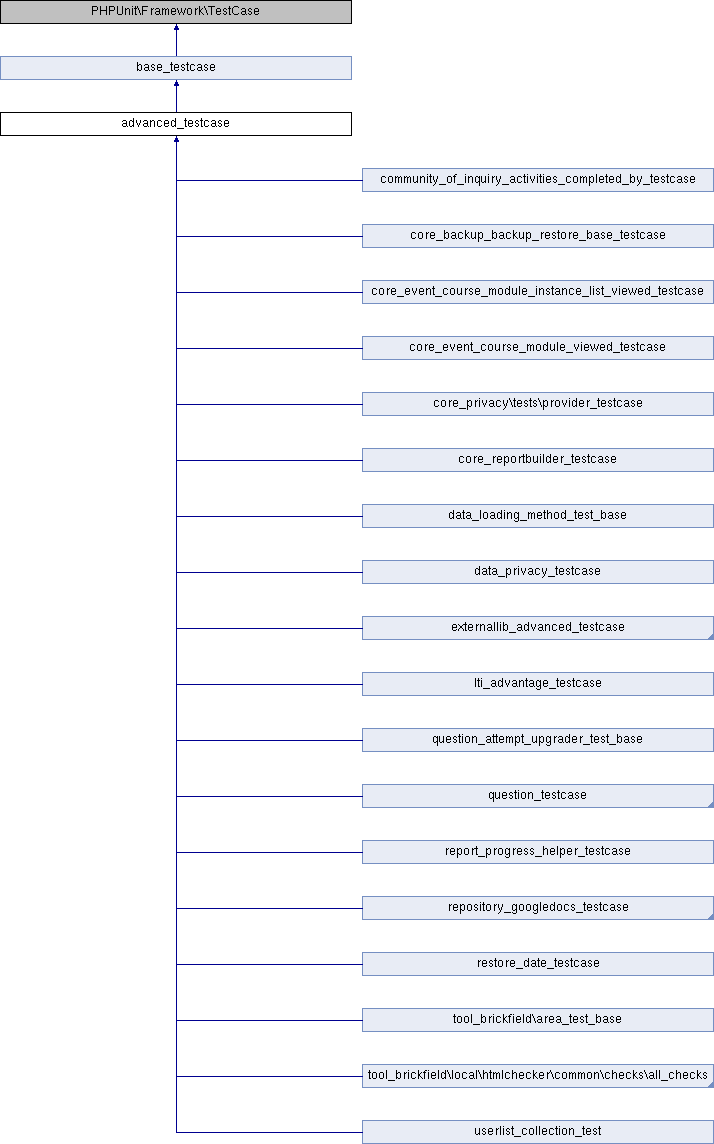 PHPUnit\Framework\TestCase
base_testcase
advanced_testcase
community_of_inquiry_activities_completed_by_testcase
core_backup_backup_restore_base_testcase
core_event_course_module_instance_list_viewed_testcase
core_event_course_module_viewed_testcase
core_privacy\tests\provider_testcase
core_reportbuilder_testcase
data_loading_method_test_base
data_privacy_testcase
externallib_advanced_testcase
lti_advantage_testcase
question_attempt_upgrader_test_base
question_testcase
report_progress_helper_testcase
repository_googledocs_testcase
restore_date_testcase
tool_brickfield\area_test_base
tool_brickfield\local\htmlchecker\common\checks\all_checks
userlist_collection_test